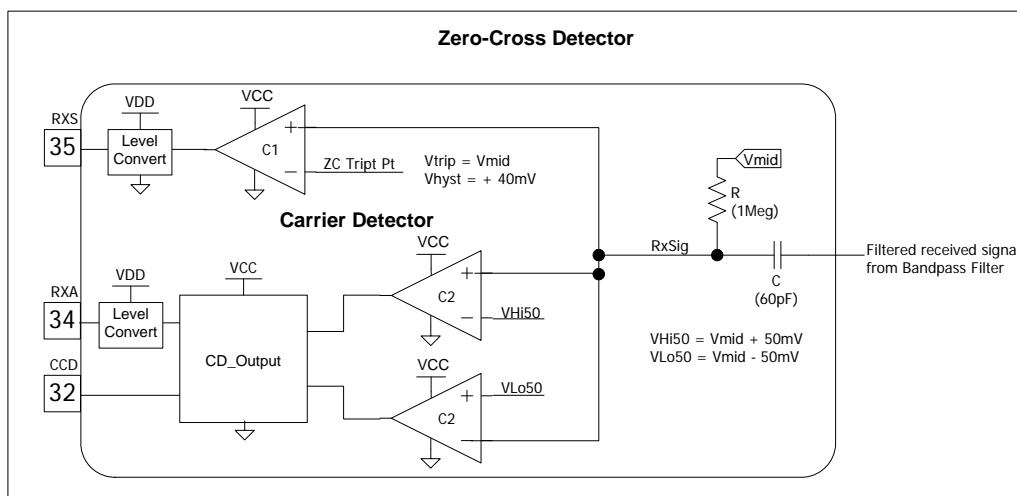 Zero-Cross Detector
RXS
35
VDD
Level
Convert
VCC
+
C1
−
ZC Tript Pt
Vtrip = Vmid
Vhyst = + 40mV
Vmid
R
(1Meg)
Carrier Detector
RxSig
C
(60pF)
Filtered received signa
from Bandpass Filter
RXA
34
VDD
Level
Convert
VCC
CD_Output
VCC
+
C2
−
VHi50
VHi50 = Vmid + 50mV
VLo50 = Vmid - 50mV
CCD
32
VCC
+
C2
−
VLo50